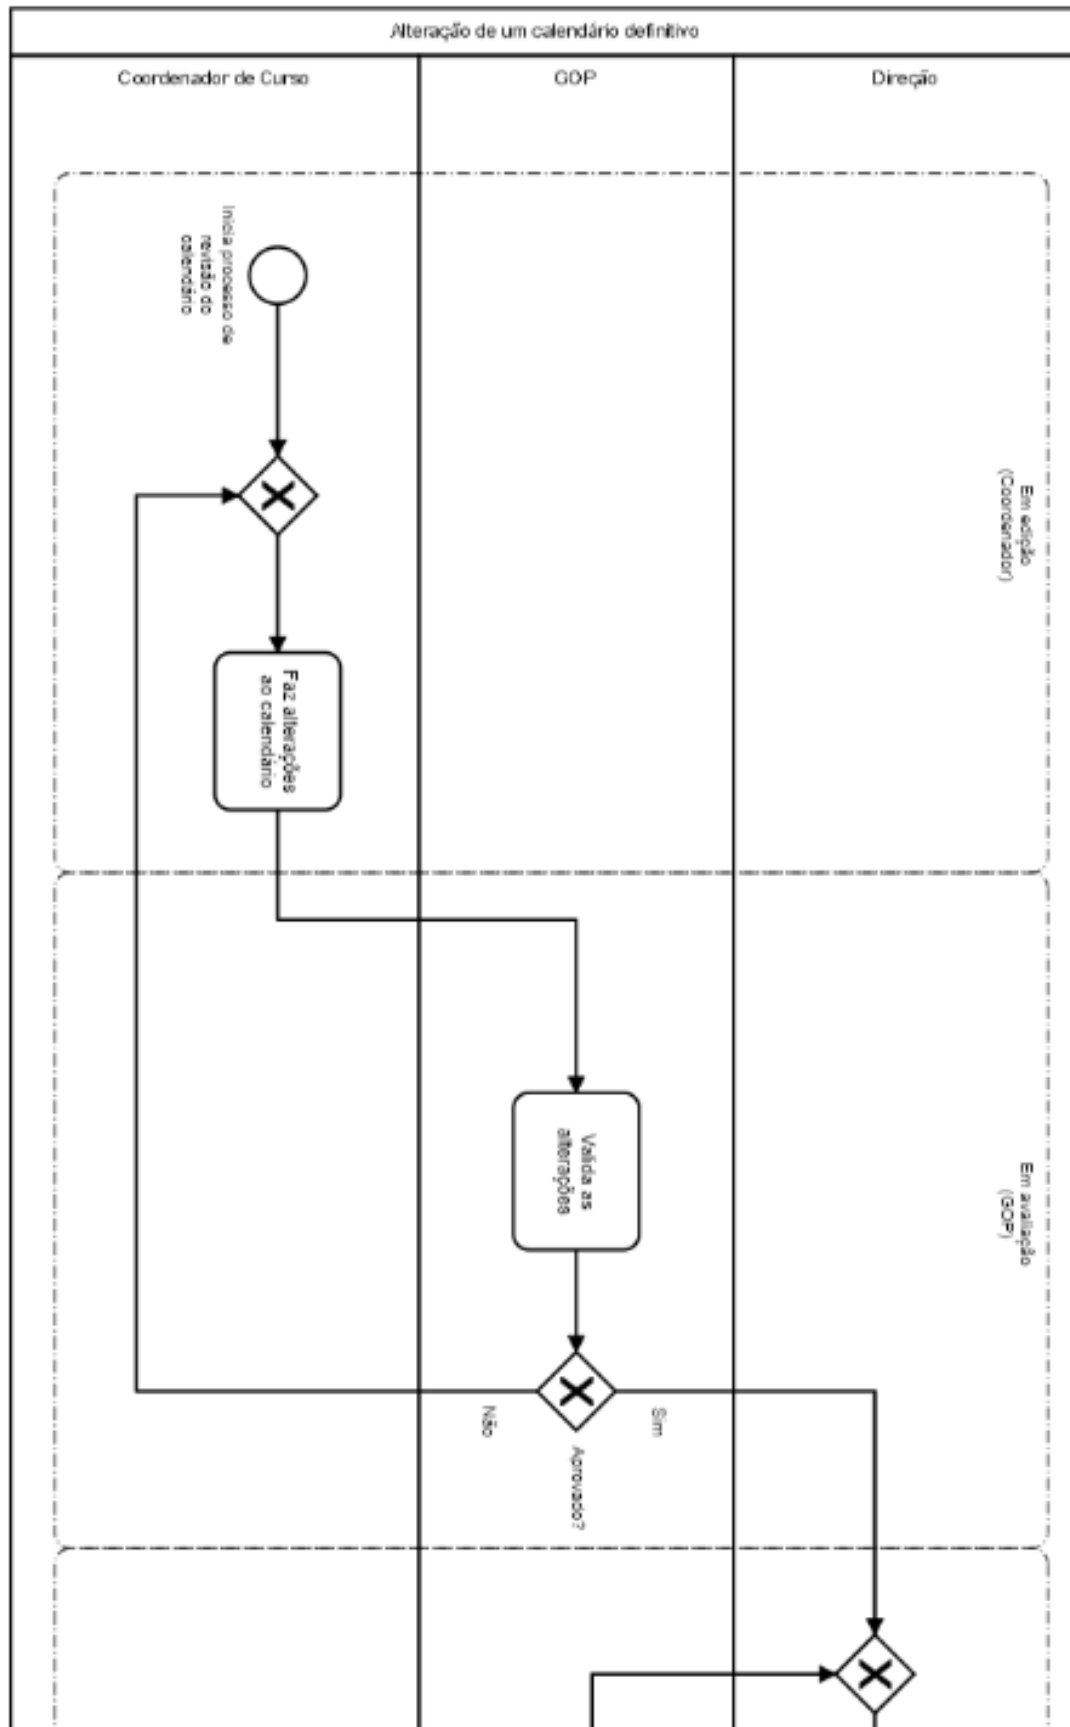 Alteração de um calendário definitivo
Coordenador de Curso
GOP
Direção
Inicia processo de
revisão do
calendário
Em edição
(Coordenador)
Faz alterações
ao calendário
Valida as
alterações
Em avaliação
(GOP)
Não
Sim
Aprovado?